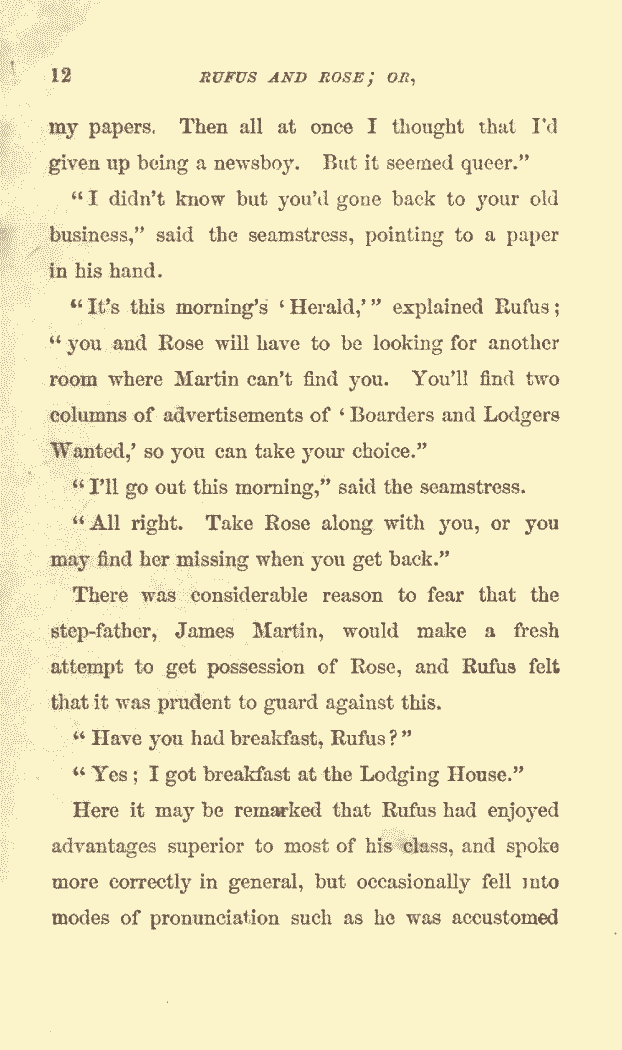 12 RUFUS AND ROSE; OR,
my papers. Then all at once I thought that I'd
given up being a newsboy. But it seemed queer."
"I didn't know but you'd gone back to your old
business," said the seamstress, pointing to a paper
in his hand.
"It's this morning's 'Herald,'" explained Rufus;
"you and Rose will have to be looking for another
room where Martin can't find you. You'll find two
columns of advertisements of 'Boarders and Lodgers
Wanted,' so you can take your choice."
"I'll go out this morning," said the seamstress.
"All right. Take Rose along with you, or you
may find her missing when you get back."
There was considerable reason to fear that the
step-father, James Martin, would make a fresh
attempt to get possession of Rose, and Rufus felt
that it was prudent to guard against this.
"Have you had breakfast, Rufus?"
"Yes; I got breakfast at the Lodging House."
Here it may be remarked that Rufus had enjoyed
advantages superior to most of his class, and spoke
more correctly in general, but occasionally fell into
modes of pronunciation such as he was accustomed